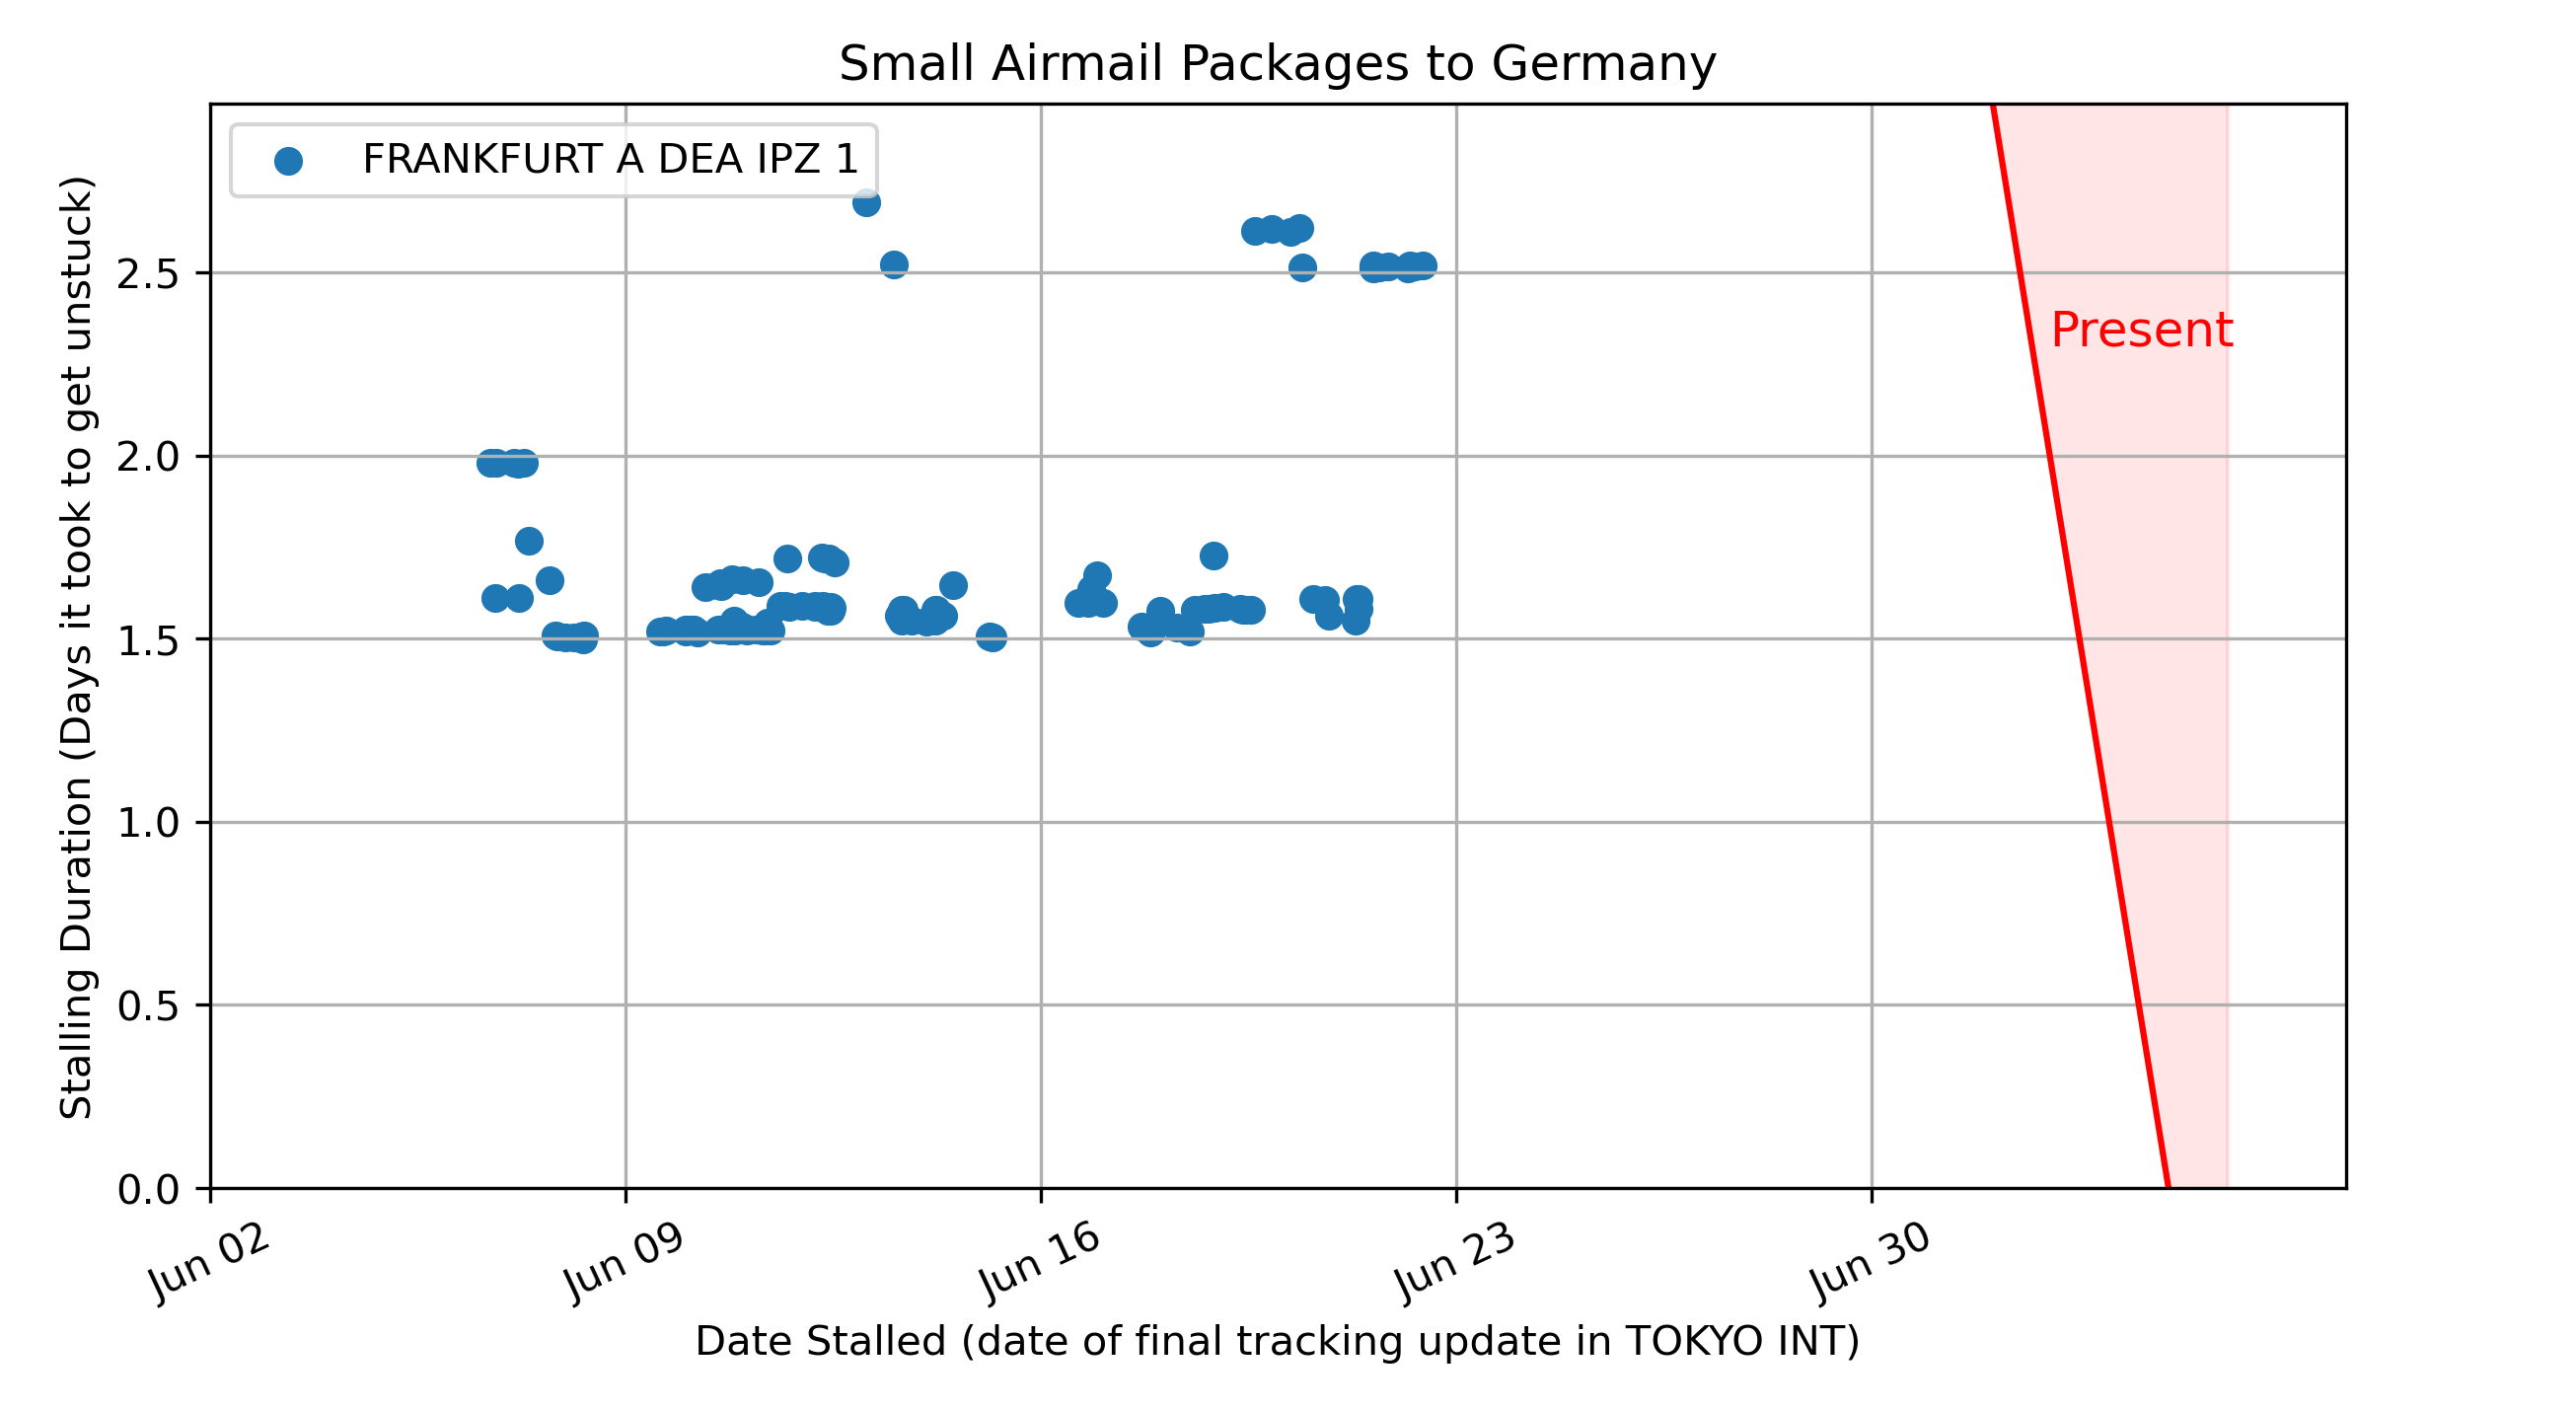 Small Airmail Packages to Germany
FRANKFURT A DEA IPZ 1
Present
Stalling Duration (Days it took to get unstuck)
2.5
2.0
1.5
1.0
0.5
0.0
Jun 02
Jun 09
Jun 16
Jun 23
Jun 30
Date Stalled (date of final tracking update in TOKYO INT)